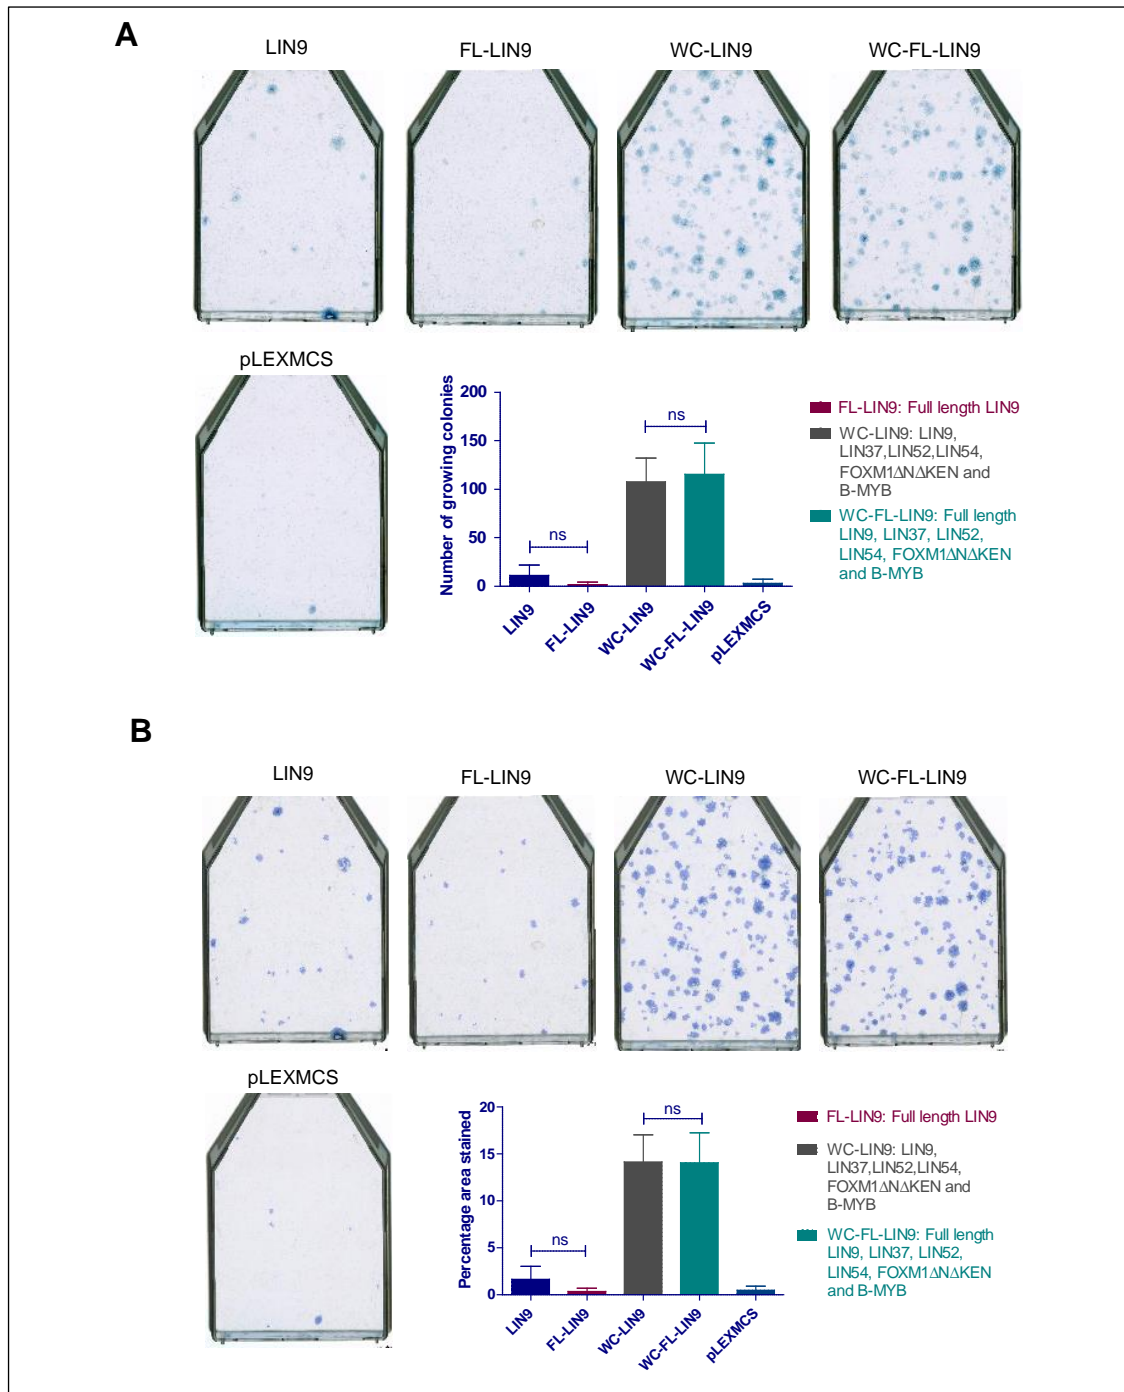 A
LIN9
FL-LIN9
WC-LIN9
WC-FL-LIN9
pLEXMCS
Number of growing colonies
200
150
100
50
0
ns
ns
LIN9
FL-LIN9
WC-LIN9
WC-FL-LIN9
pLEXMCS
FL-LIN9: Full length LIN9
WC-LIN9: LIN9,
LIN37,LIN52,LIN54,
FOXM1ΔNΔKEN and
B-MYB
WC-FL-LIN9: Full length
LIN9, LIN37, LIN52,
LIN54, FOXM1ΔNΔKEN
and B-MYB
B
LIN9
FL-LIN9
WC-LIN9
WC-FL-LIN9
pLEXMCS
Percentage area stained
20
15
10
5
0
ns
ns
LIN9
FL-LIN9
WC-LIN9
WC-FL-LIN9
pLEXMCS
FL-LIN9: Full length LIN9
WC-LIN9: LIN9,
LIN37,LIN52,LIN54,
FOXM1ΔNΔKEN and
B-MYB
WC-FL-LIN9: Full length
LIN9, LIN37, LIN52,
LIN54, FOXM1ΔNΔKEN
and B-MYB